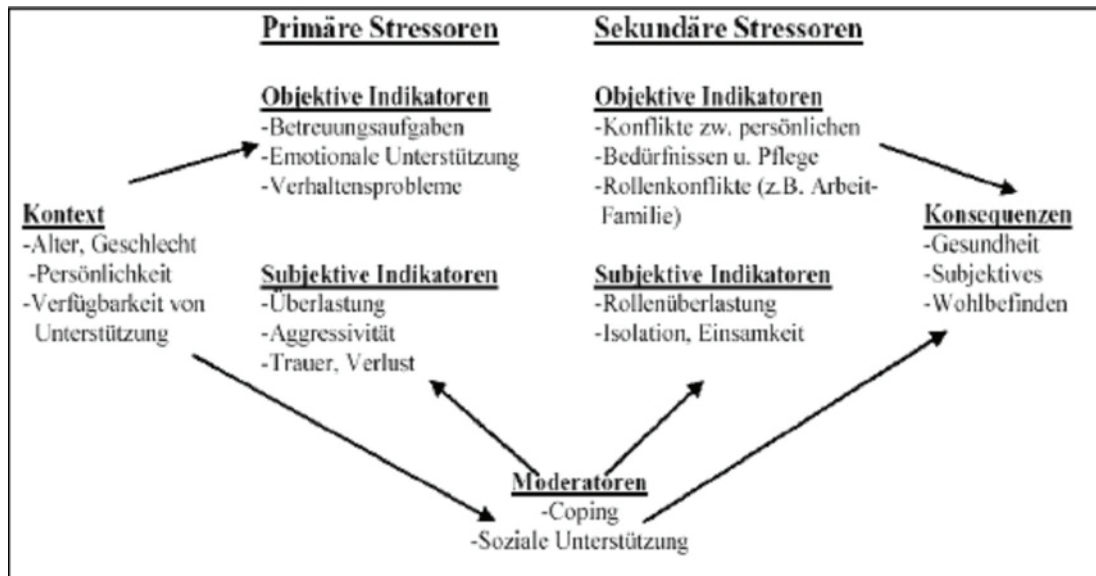 Primäre Stressoren
Sekundäre Stressoren
Objektive Indikatoren
-Betreuungsaufgaben
-Emotionale Unterstützung
-Verhaltensprobleme
Objektive Indikatoren
-Konflikte zw. persönlichen
-Bedürfnissen u. Pflege
-Rollenkonflikte (z.B. Arbeit-
Familie)
Kontext
-Alter, Geschlecht
-Persönlichkeit
-Verfügbarkeit von
Unterstützung
Subjektive Indikatoren
-Überlastung
-Aggressivität
-Trauer, Verlust
Subjektive Indikatoren
-Rollenüberlastung
-Isolation, Einsamkeit
Konsequenzen
-Gesundheit
-Subjektives
-Wohlbefinden
Moderatoren
-Coping
-Soziale Unterstützung